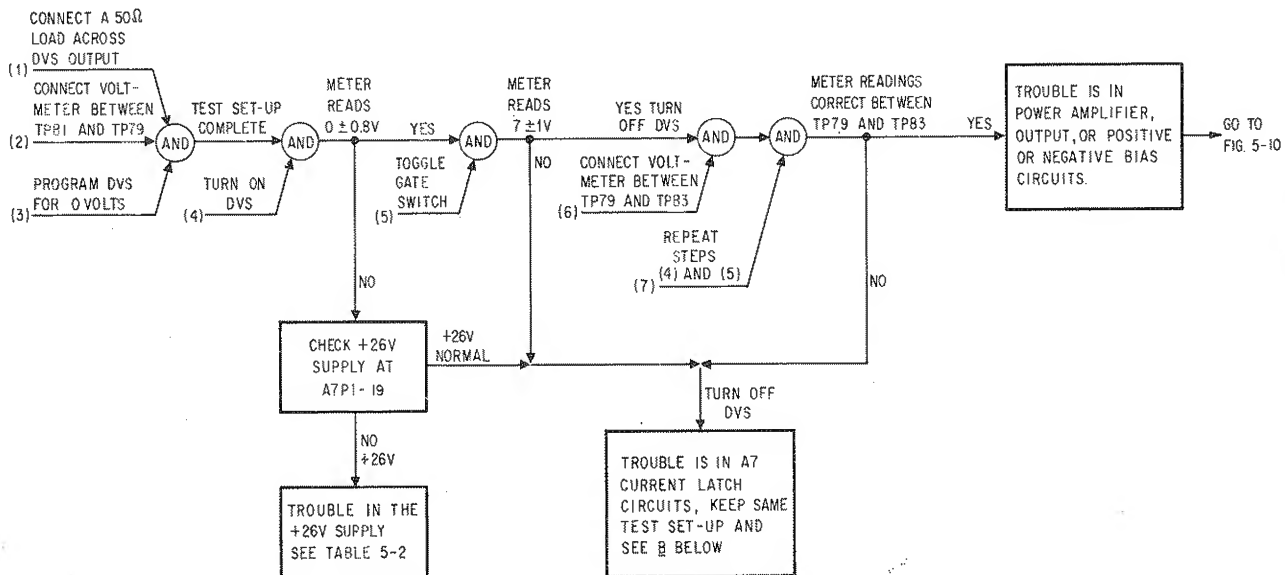 CONNECT A 50Ω
LOAD ACROSS
DVS OUTPUT
(1)
CONNECT VOLT-
METER BETWEEN
TP81 AND TP79
(2)
PROGRAM DVS
FOR 0 VOLTS
(3)
AND
TEST SET-UP
COMPLETE
TURN ON
DVS
(4)
AND
METER
READS
0 ± 0.8V
YES
TOGGLE
GATE
SWITCH
(5)
AND
METER
READS
7 ± 1V
YES TURN
OFF DVS
NO
CONNECT VOLT-
METER BETWEEN
TP79 AND TP83
(6)
AND
REPEAT
STEPS
(4) AND (5)
(7)
AND
METER READINGS
CORRECT BETWEEN
TP79 AND TP83
YES
TROUBLE IS IN
POWER AMPLIFIER,
OUTPUT, OR POSITIVE
OR NEGATIVE BIAS
CIRCUITS.
GO TO
FIG. 5-10
NO
NO
CHECK +26V
SUPPLY AT
A7P1-19
+26V
NORMAL
TURN OFF
DVS
NO
+26V
TROUBLE IN THE
+26V SUPPLY
SEE TABLE 5-2
TROUBLE IS IN A7
CURRENT LATCH
CIRCUITS, KEEP SAME
TEST SET-UP AND
SEE B BELOW